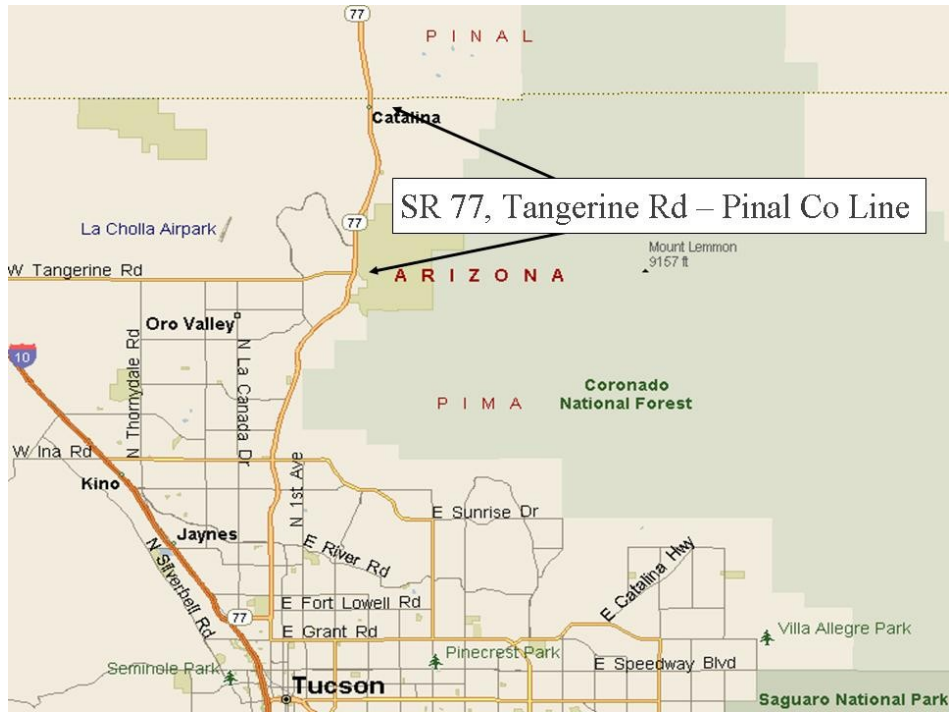 77
P I N A L
Catalina
SR 77, Tangerine Rd – Pinal Co Line
77
La Cholla Airpark
Mount Lemmon
9157 ft
W Tangerine Rd
A R I Z O N A
Oro Valley
N Thornydale Rd
N La Canada Dr
10
Coronado
National Forest
P I M A
W Ina Rd
N 1st Ave
Kino
E Sunrise Dr
Jaynes
E River Rd
N Silverbell Rd
E Catalina Hwy
E Fort Lowell Rd
77
E Grant Rd
Villa Allegre Park
Pinecrest Park
E Speedway Blvd
Seminole Park
Tucson
Saguaro National Park